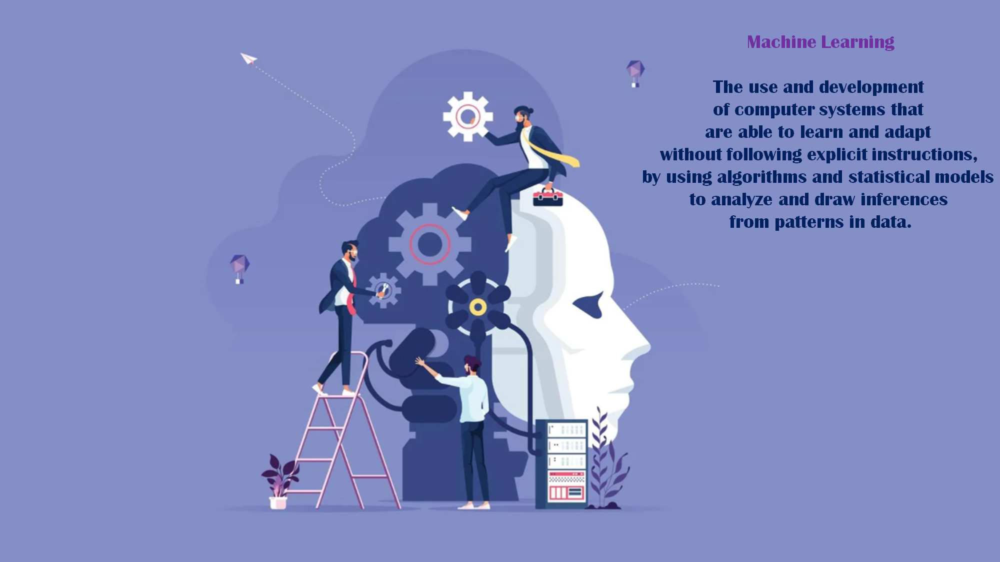 Machine Learning
The use and development
of computer systems that
are able to learn and adapt
without following explicit instructions,
by using algorithms and statistical models
to analyze and draw inferences
from patterns in data.